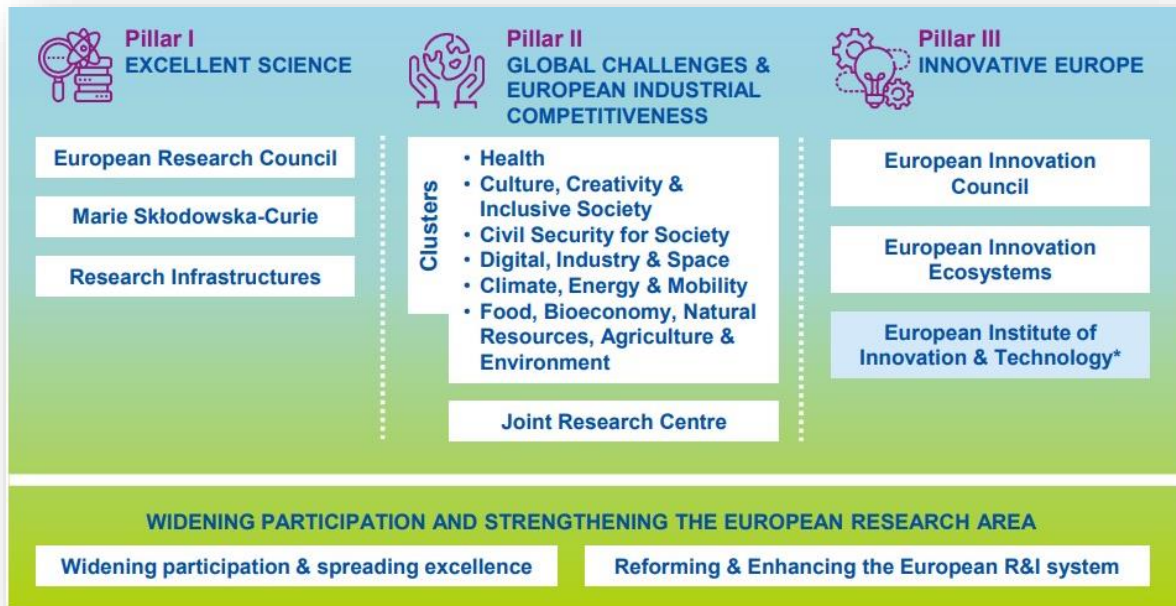 Pillar I
EXCELLENT SCIENCE
European Research Council
Marie Skłodowska-Curie
Research Infrastructures
Pillar II
GLOBAL CHALLENGES &
EUROPEAN INDUSTRIAL
COMPETITIVENESS
Clusters
• Health
• Culture, Creativity &
Inclusive Society
• Civil Security for Society
• Digital, Industry & Space
• Climate, Energy & Mobility
• Food, Bioeconomy, Natural
Resources, Agriculture &
Environment
Joint Research Centre
Pillar III
INNOVATIVE EUROPE
European Innovation
Council
European Innovation
Ecosystems
European Institute of
Innovation & Technology*
WIDENING PARTICIPATION AND STRENGTHENING THE EUROPEAN RESEARCH AREA
Widening participation & spreading excellence
Reforming & Enhancing the European R&I system